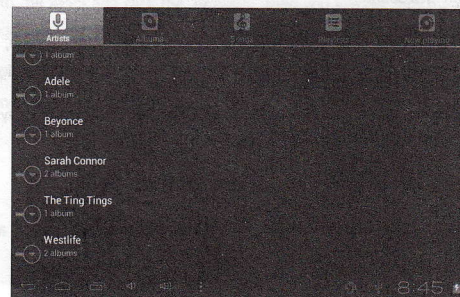 Artists
Albums
Songs
Playlists
Now playing
1 album
Adele
1 album
Beyonce
1 album
Sarah Connor
2 albums
The Ting Tings
1 album
Westlife
2 albums
8:45